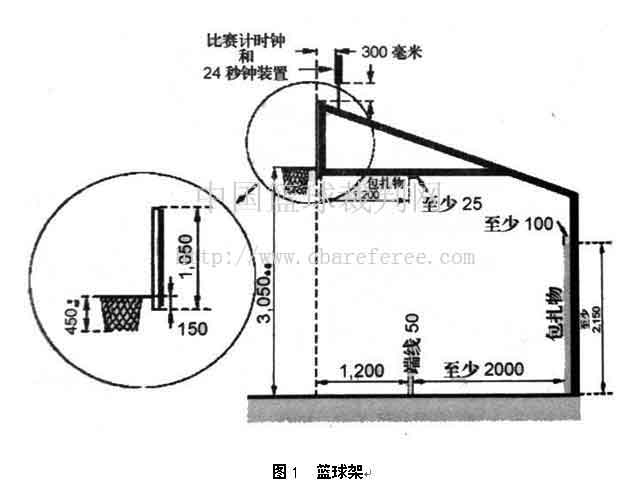 比赛计时钟
和
24秒钟装置
300 毫米
包扎物
200
至少 25
至少 100
中国篮球裁判网
http://www.cbareferee.com
1,050
450
150
3,050
包扎物
至少
2,150
端线 50
1,200
至少 2000
图 1 篮球架